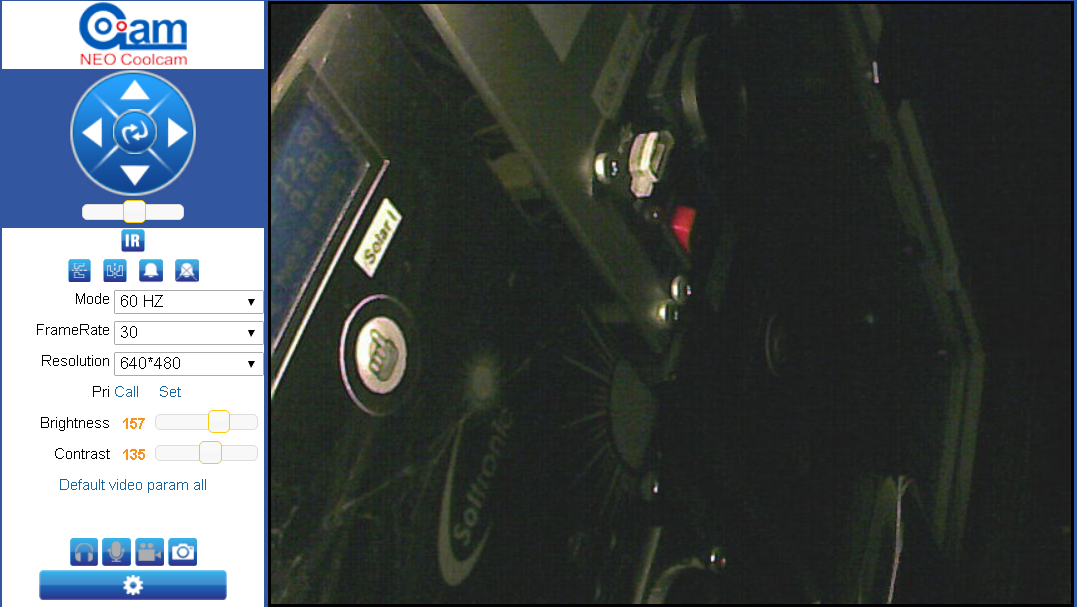 Coolcam
NEO Coolcam
IR
Mode 60 HZ
FrameRate 30
Resolution 640*480
Pri Call Set
Brightness 157
Contrast 135
Default video param all
Solar I
Soltronic